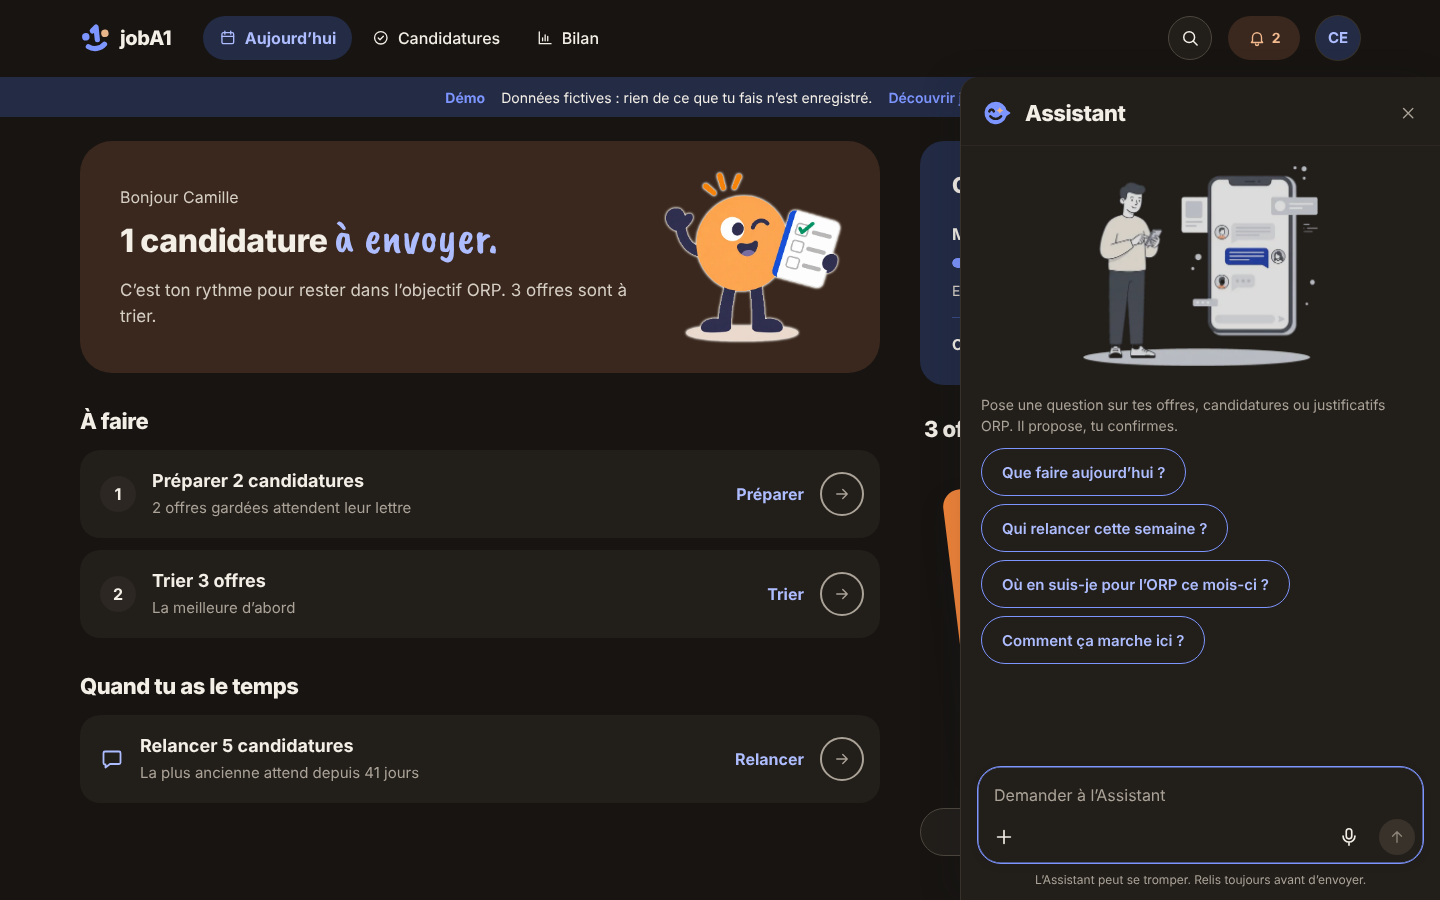 jobA1
Aujourd’hui
Candidatures
Bilan
2
CE
Démo Données fictives : rien de ce que tu fais n’est enregistré. Découvrir
Bonjour Camille
1 candidature à envoyer.
C’est ton rythme pour rester dans l’objectif ORP. 3 offres sont à
trier.
À faire
1
Préparer 2 candidatures
2 offres gardées attendent leur lettre
Préparer
2
Trier 3 offres
La meilleure d’abord
Trier
Quand tu as le temps
Relancer 5 candidatures
La plus ancienne attend depuis 41 jours
Relancer
3 of
Assistant
Pose une question sur tes offres, candidatures ou justificatifs
ORP. Il propose, tu confirmes.
Que faire aujourd’hui ?
Qui relancer cette semaine ?
Où en suis-je pour l’ORP ce mois-ci ?
Comment ça marche ici ?
Demander à l’Assistant
L’Assistant peut se tromper. Relis toujours avant d’envoyer.